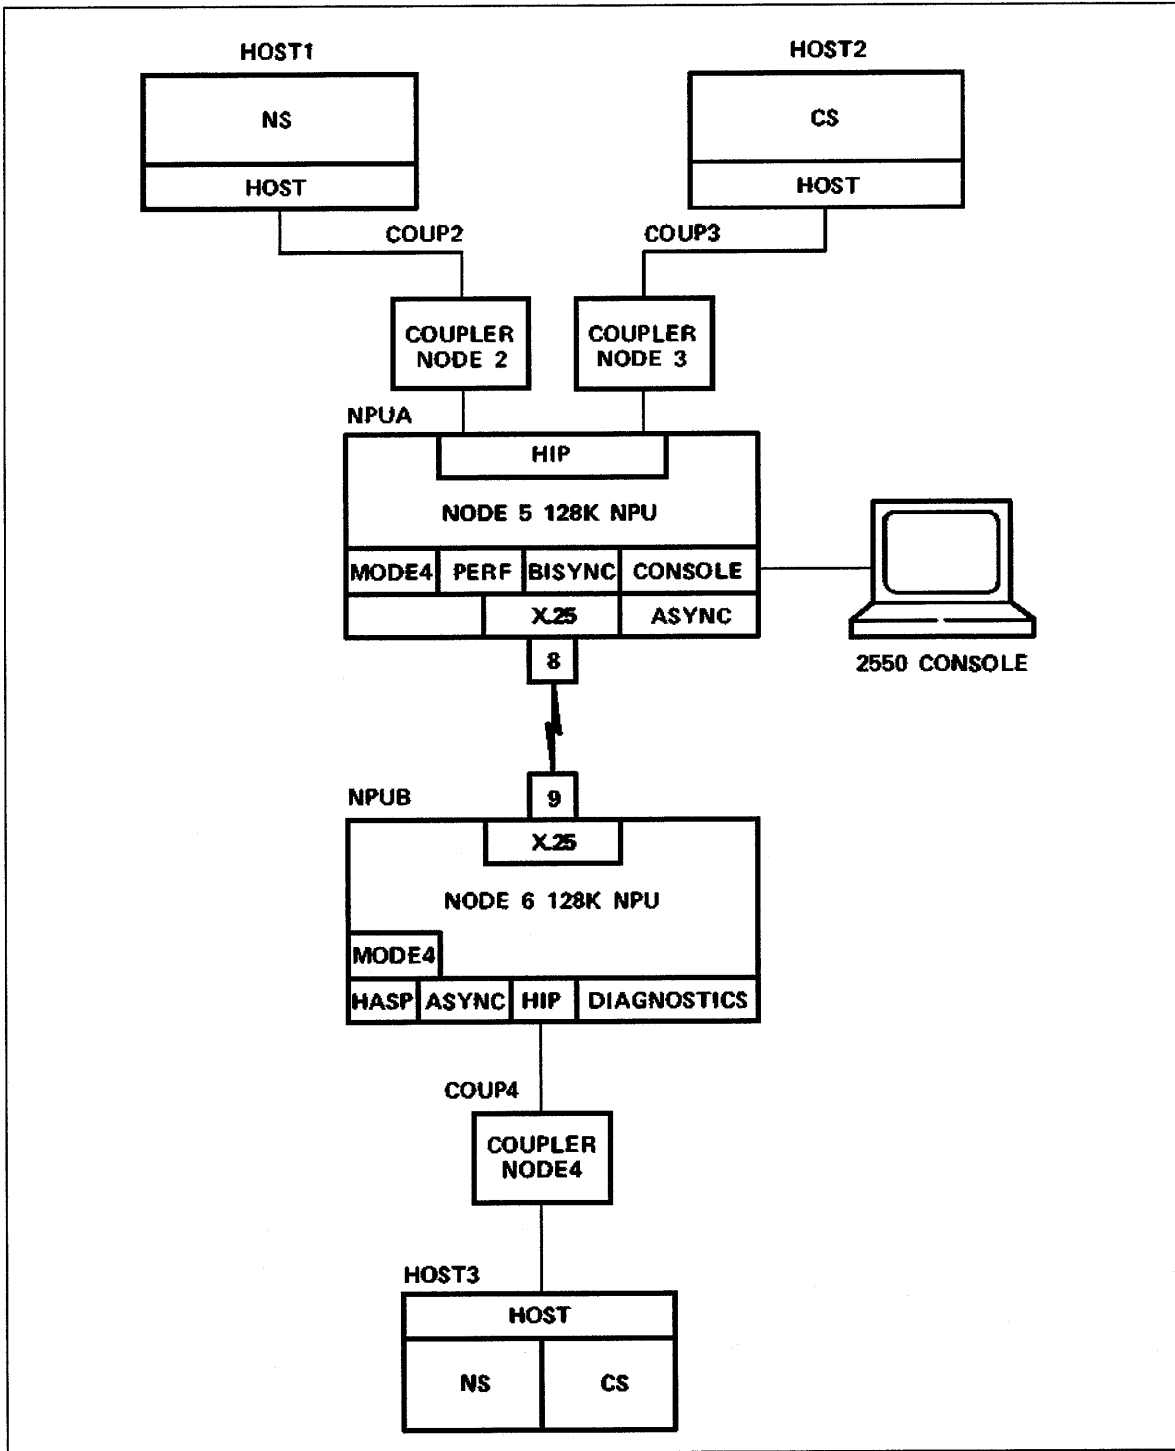 HOST1
HOST2
NS
CS
HOST
HOST
COUP2
COUP3
COUPLER
NODE 2
COUPLER
NODE 3
NPUA
HIP
NODE 5 128K NPU
MODE4
PERF
BISYNC
CONSOLE
X.25
ASYNC
8
2550 CONSOLE
NPUB
9
X.25
NODE 6 128K NPU
MODE4
HASP
ASYNC
HIP
DIAGNOSTICS
COUP4
COUPLER
NODE4
HOST3
HOST
NS
CS